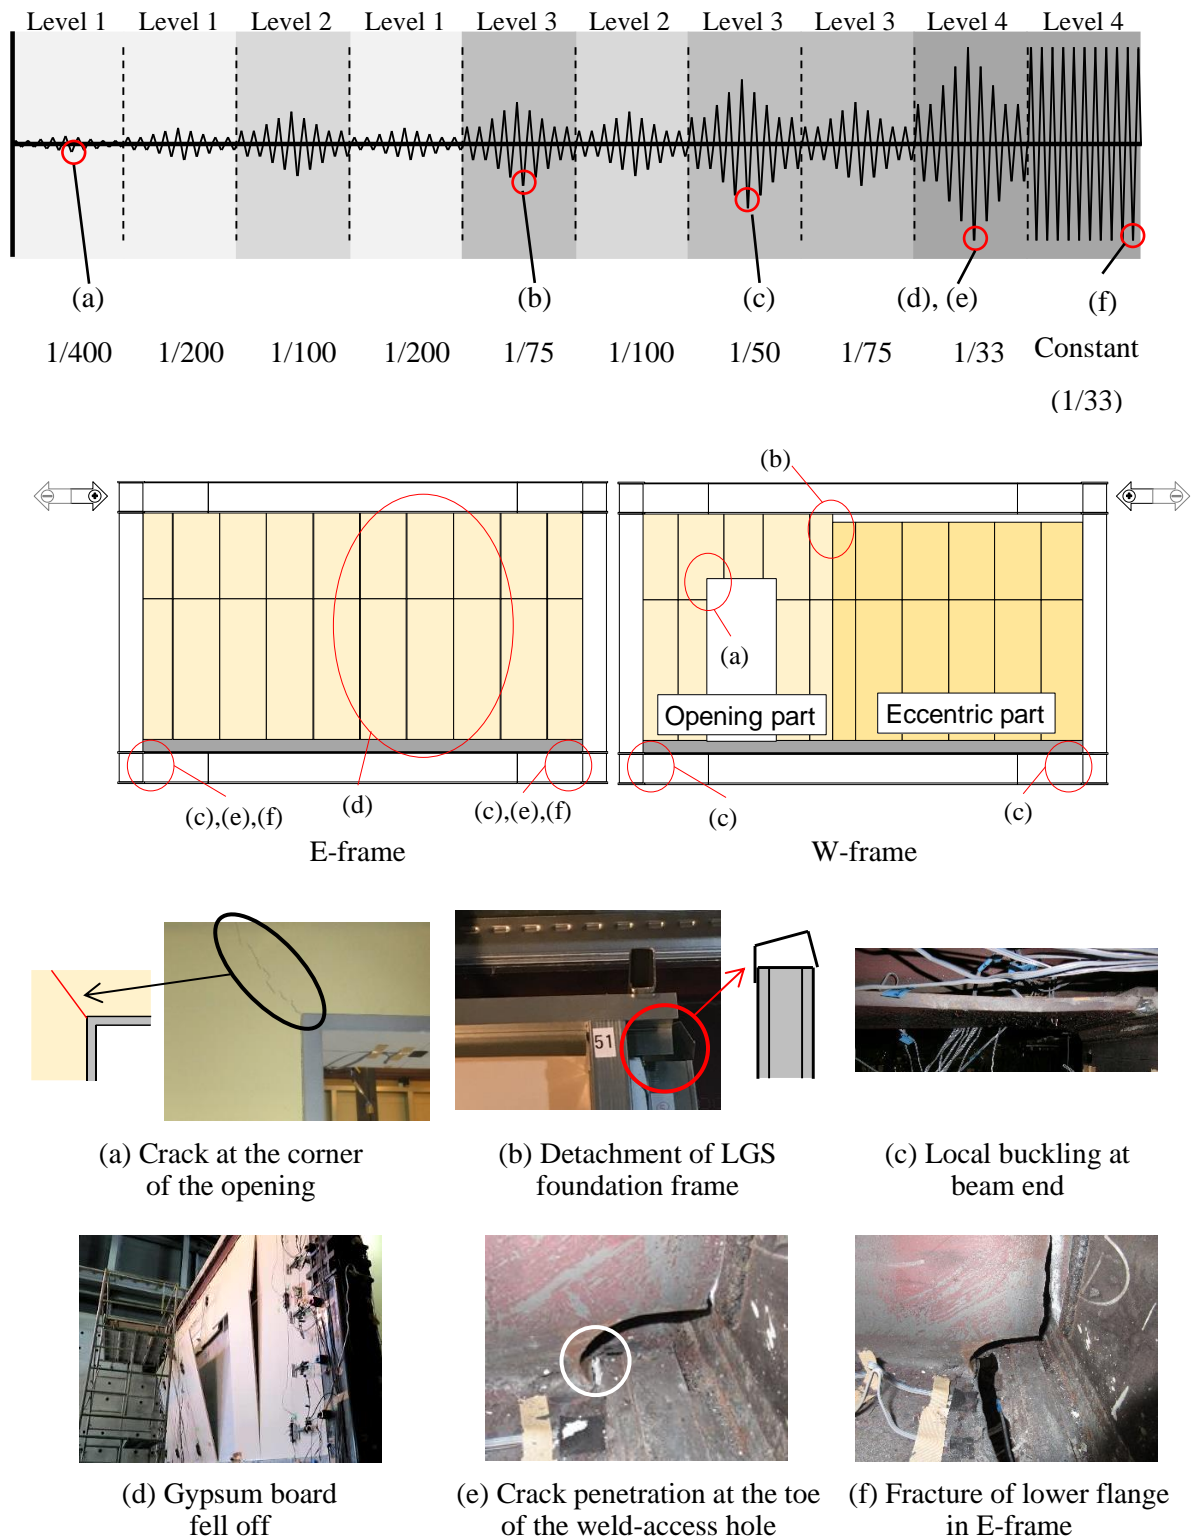 Level 1 Level 1 Level 2 Level 1 Level 3 Level 2 Level 3 Level 3 Level 4 Level 4
(a) (b) (c) (d), (e) (f)
1/400 1/200 1/100 1/200 1/75 1/100 1/50 1/75 1/33 Constant
(1/33)
(b)
(a)
Opening part Eccentric part
(c),(e),(f) (d) (c),(e),(f) (c) (c)
E-frame W-frame
51
(a) Crack at the corner
of the opening
(b) Detachment of LGS
foundation frame
(c) Local buckling at
beam end
(d) Gypsum board
fell off
(e) Crack penetration at the toe
of the weld-access hole
(f) Fracture of lower flange
in E-frame